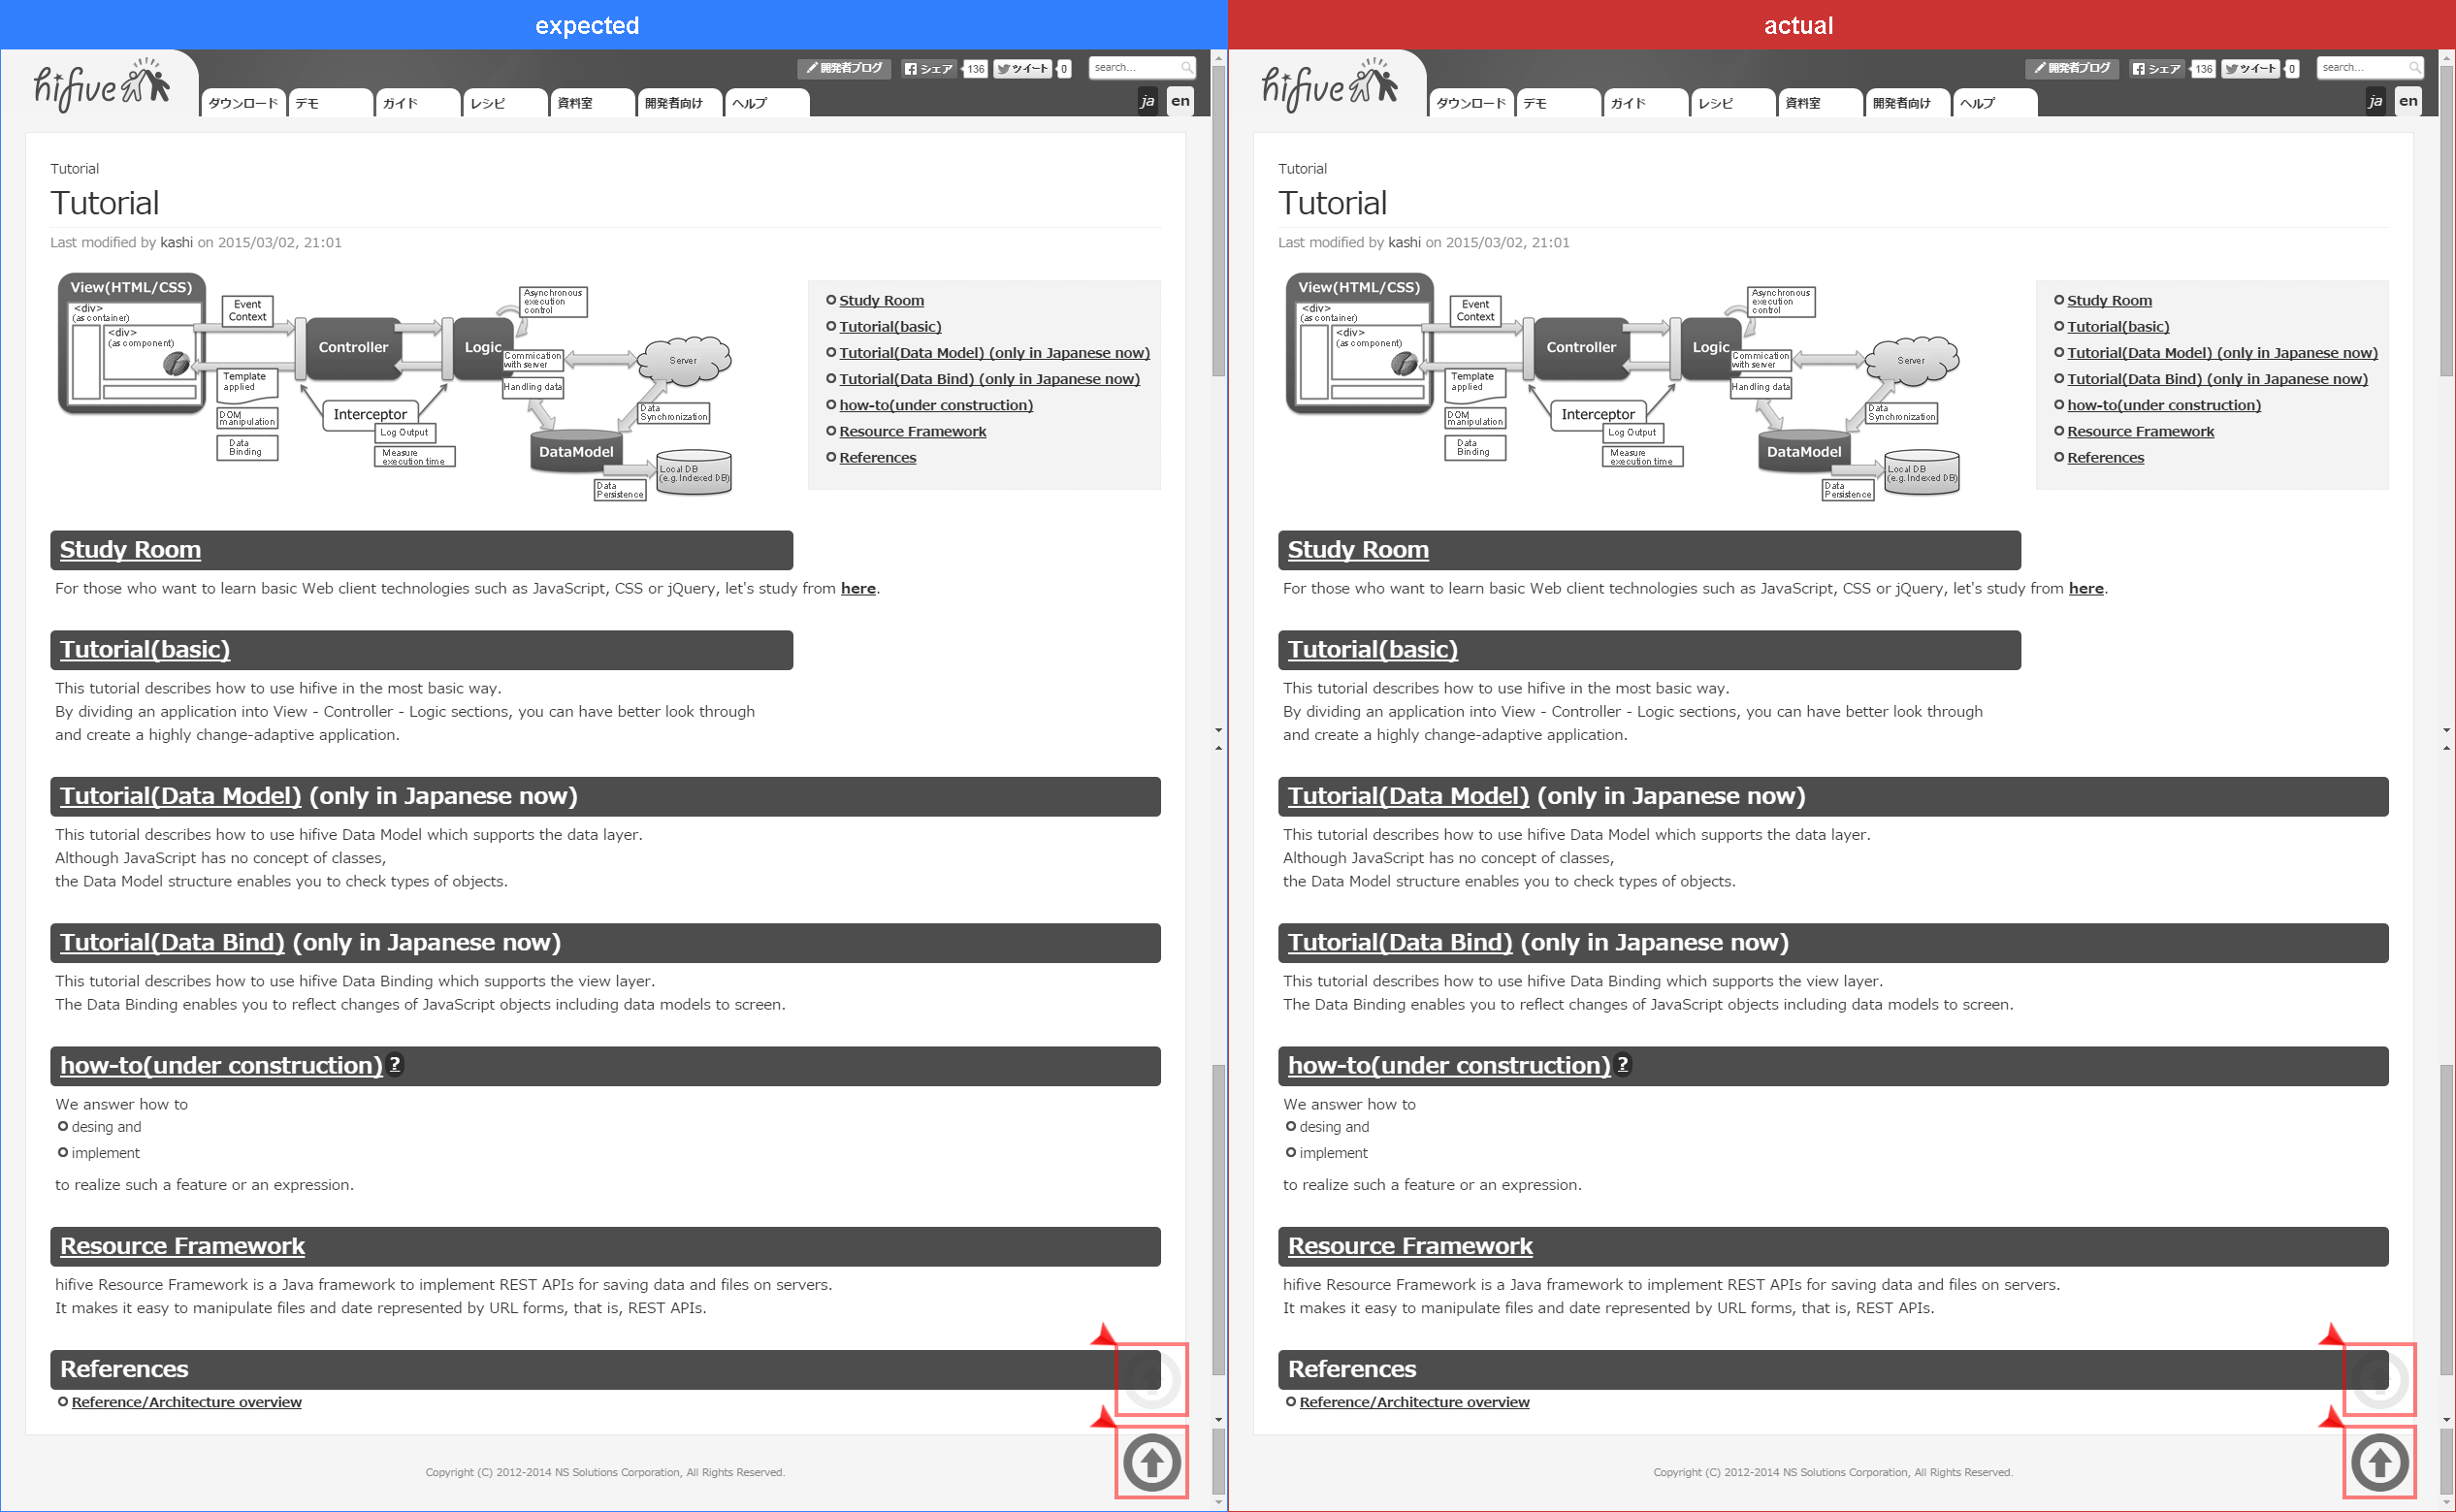 expected
hifive
開発者ブログ
シェア
136
ツイート
0
search...
ダウンロード
デモ
ガイド
レシピ
資料室
開発者向け
ヘルプ
ja
en
Tutorial
Tutorial
Last modified by kashi on 2015/03/02, 21:01
View(HTML/CSS)
<div>
(as container)
<div>
(as component)
Event
Context
Template
applied
DOM
manipulation
Data
Binding
Controller
Interceptor
Log Output
Measure
execution time
Logic
Asynchronous
execution
control
Commication
with server
Handling data
Server
Data
Synchronization
DataModel
Data
Persistence
Local DB
(e.g. Indexed DB)
Study Room
Tutorial(basic)
Tutorial(Data Model) (only in Japanese now)
Tutorial(Data Bind) (only in Japanese now)
how-to(under construction)
Resource Framework
References
Study Room
For those who want to learn basic Web client technologies such as JavaScript, CSS or jQuery, let's study from here.
Tutorial(basic)
This tutorial describes how to use hifive in the most basic way.
By dividing an application into View - Controller - Logic sections, you can have better look through
and create a highly change-adaptive application.
Tutorial(Data Model) (only in Japanese now)
This tutorial describes how to use hifive Data Model which supports the data layer.
Although JavaScript has no concept of classes,
the Data Model structure enables you to check types of objects.
Tutorial(Data Bind) (only in Japanese now)
This tutorial describes how to use hifive Data Binding which supports the view layer.
The Data Binding enables you to reflect changes of JavaScript objects including data models to screen.
how-to(under construction)?
We answer how to
desing and
implement
to realize such a feature or an expression.
Resource Framework
hifive Resource Framework is a Java framework to implement REST APIs for saving data and files on servers.
It makes it easy to manipulate files and date represented by URL forms, that is, REST APIs.
References
Reference/Architecture overview
Copyright (C) 2012-2014 NS Solutions Corporation, All Rights Reserved.
actual
hifive
開発者ブログ
シェア
136
ツイート
0
search...
ダウンロード
デモ
ガイド
レシピ
資料室
開発者向け
ヘルプ
ja
en
Tutorial
Tutorial
Last modified by kashi on 2015/03/02, 21:01
View(HTML/CSS)
<div>
(as container)
<div>
(as component)
Event
Context
Template
applied
DOM
manipulation
Data
Binding
Controller
Interceptor
Log Output
Measure
execution time
Logic
Asynchronous
execution
control
Commication
with server
Handling data
Server
Data
Synchronization
DataModel
Data
Persistence
Local DB
(e.g. Indexed DB)
Study Room
Tutorial(basic)
Tutorial(Data Model) (only in Japanese now)
Tutorial(Data Bind) (only in Japanese now)
how-to(under construction)
Resource Framework
References
Study Room
For those who want to learn basic Web client technologies such as JavaScript, CSS or jQuery, let's study from here.
Tutorial(basic)
This tutorial describes how to use hifive in the most basic way.
By dividing an application into View - Controller - Logic sections, you can have better look through
and create a highly change-adaptive application.
Tutorial(Data Model) (only in Japanese now)
This tutorial describes how to use hifive Data Model which supports the data layer.
Although JavaScript has no concept of classes,
the Data Model structure enables you to check types of objects.
Tutorial(Data Bind) (only in Japanese now)
This tutorial describes how to use hifive Data Binding which supports the view layer.
The Data Binding enables you to reflect changes of JavaScript objects including data models to screen.
how-to(under construction)?
We answer how to
desing and
implement
to realize such a feature or an expression.
Resource Framework
hifive Resource Framework is a Java framework to implement REST APIs for saving data and files on servers.
It makes it easy to manipulate files and date represented by URL forms, that is, REST APIs.
References
Reference/Architecture overview
Copyright (C) 2012-2014 NS Solutions Corporation, All Rights Reserved.